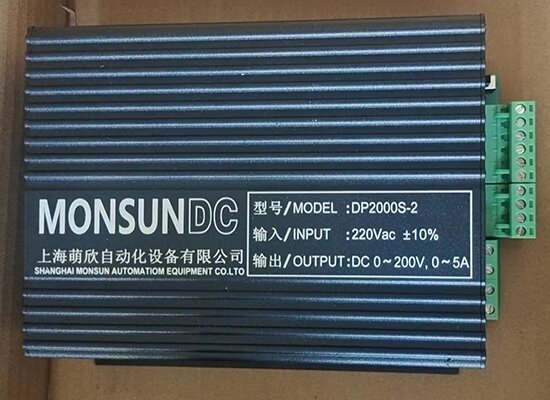 MONSUNDC
上海萌欣自动化设备有限公司
SHANGHAI MONSUN AUTOMATIOM EQUIPMENT CO.LTD
型号/MODEL :DP2000S-2
输入/INPUT :220Vac ±10%
输出/OUTPUT:DC 0~200V, 0~5A